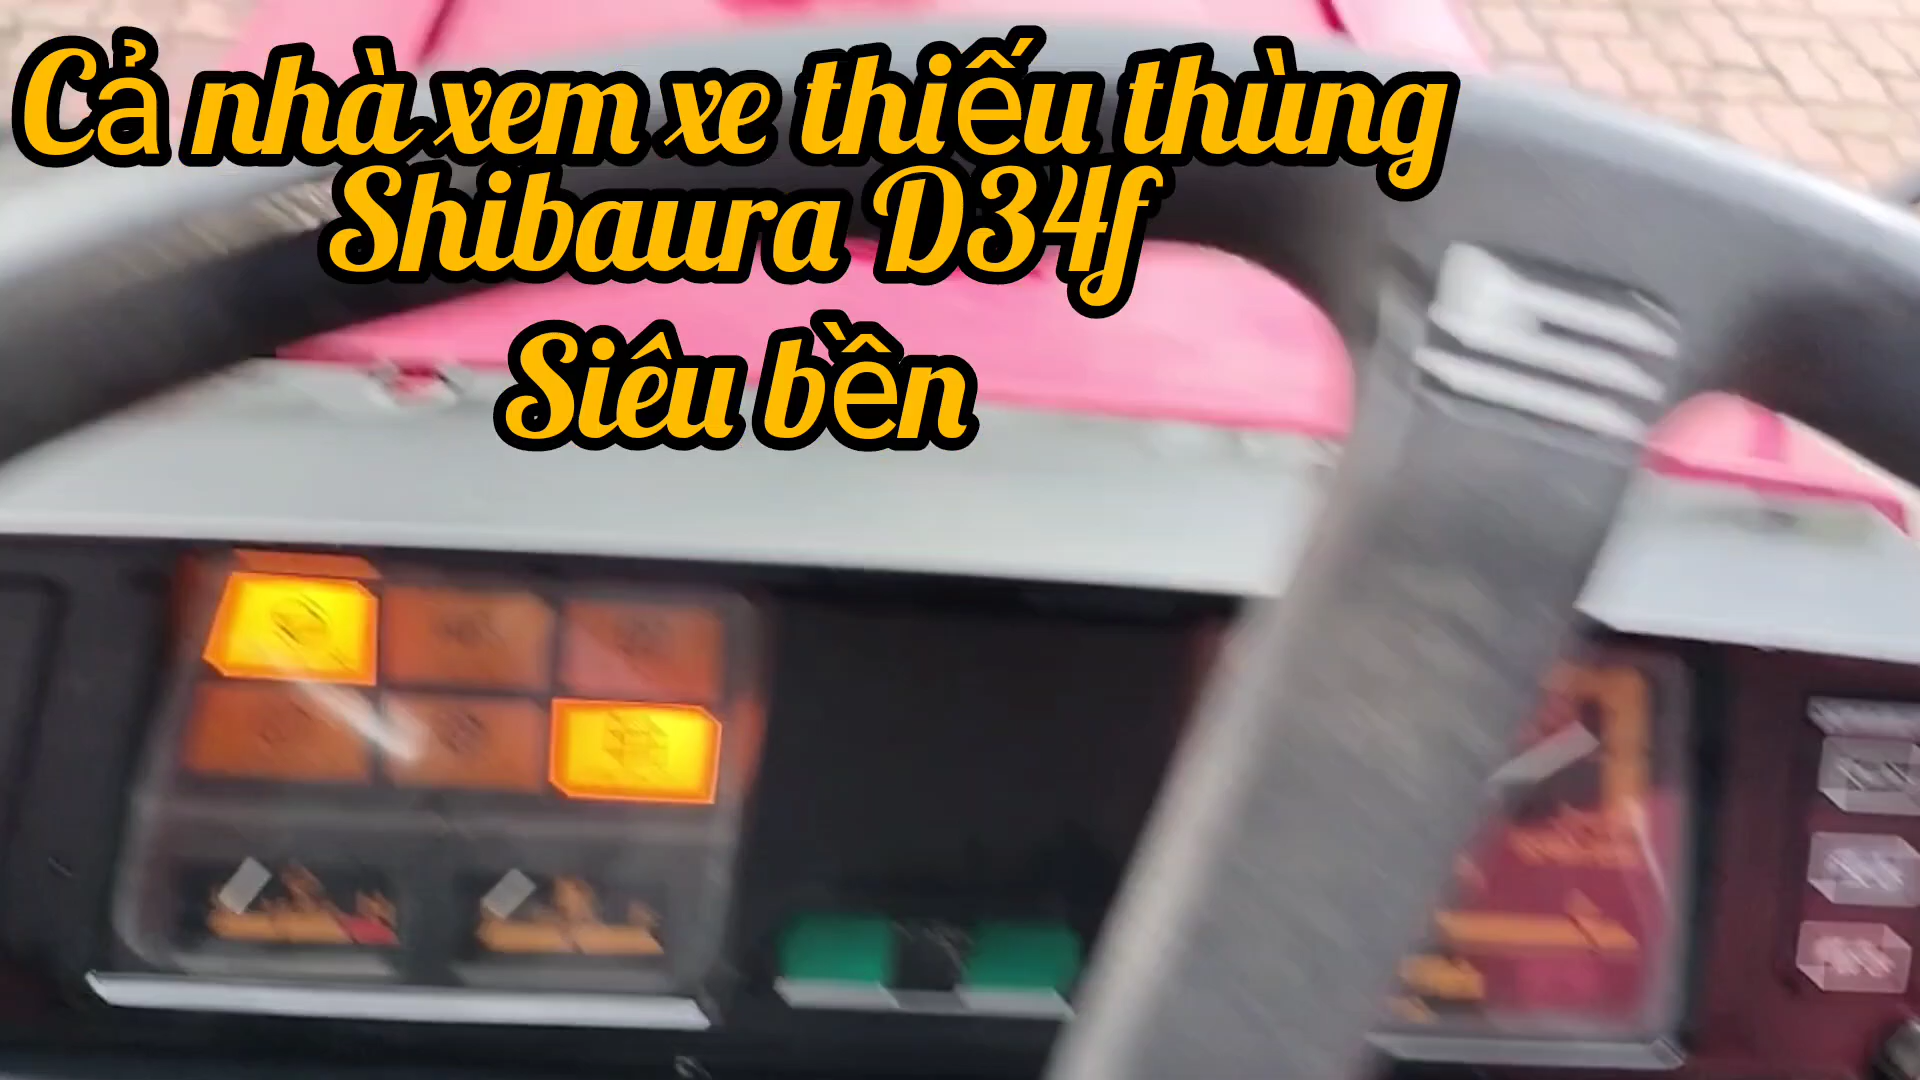 Cả nhà xem xe thiếu thùng
Shibaura D34f
Siêu bền